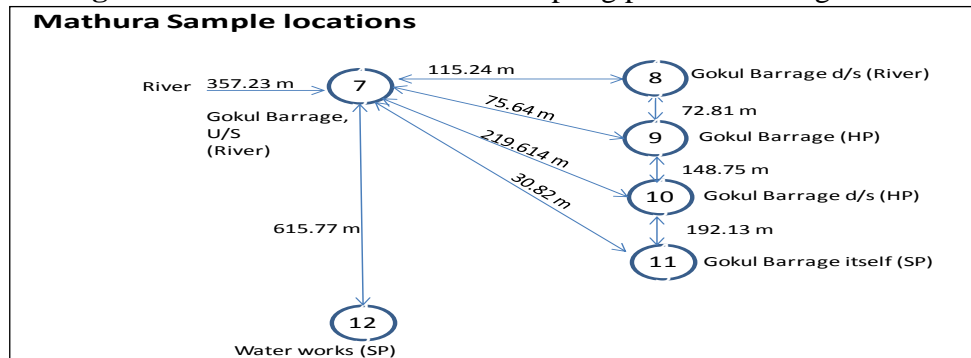 Mathura Sample locations
River 357.23 m
7
115.24 m
8
Gokul Barrage d/s (River)
Gokul Barrage,
U/S
(River)
75.64 m
72.81 m
9
Gokul Barrage (HP)
219.614 m
148.75 m
10
Gokul Barrage d/s (HP)
30.82 m
615.77 m
192.13 m
11
Gokul Barrage itself (SP)
12
Water works (SP)